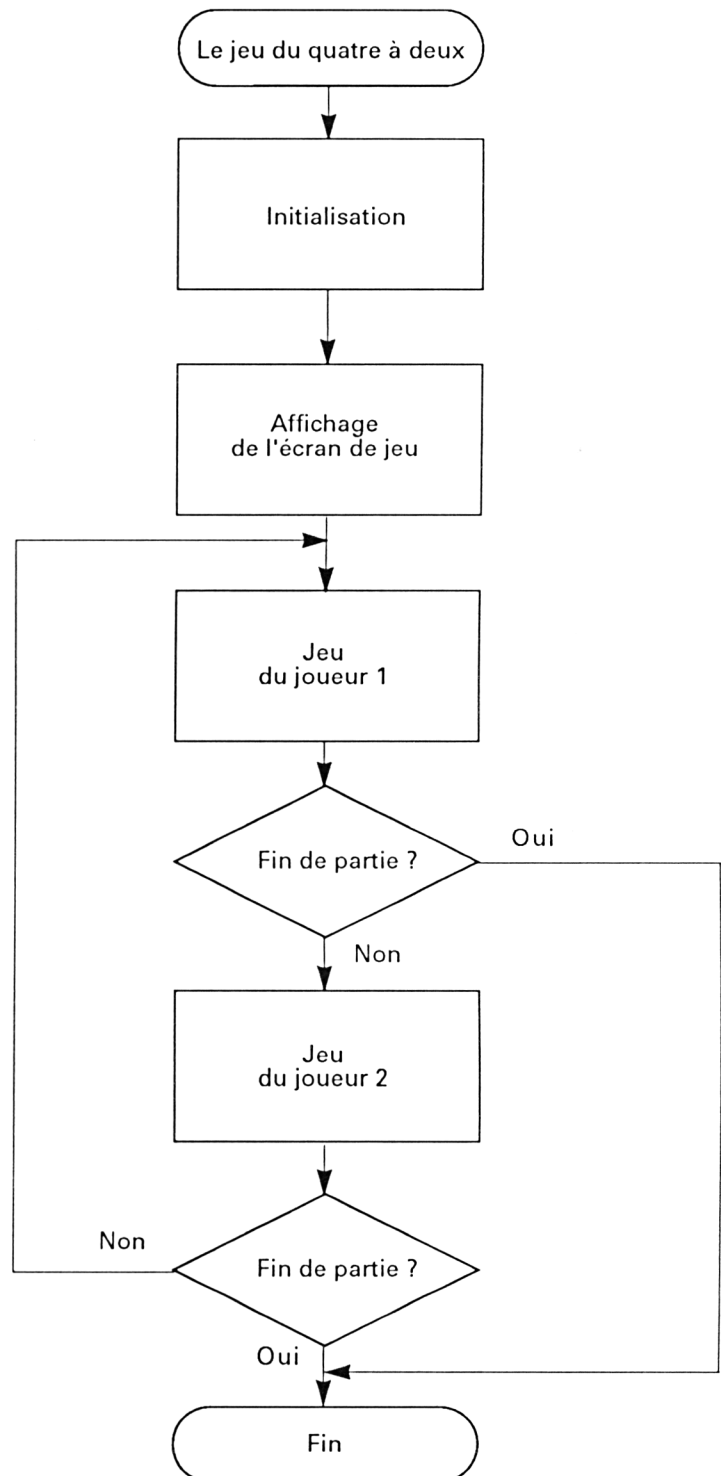 Le jeu du quatre à deux
Initialisation
Affichage
de l'écran de jeu
Jeu
du joueur 1
Fin de partie ?
Oui
Non
Jeu
du joueur 2
Non
Fin de partie ?
Oui
Fin